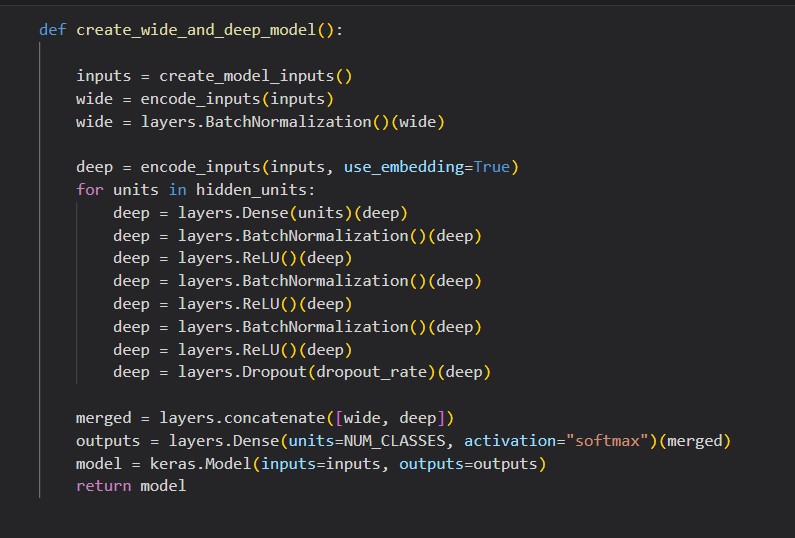 def create_wide_and_deep_model():
inputs = create_model_inputs()
wide = encode_inputs(inputs)
wide = layers.BatchNormalization()(wide)
deep = encode_inputs(inputs, use_embedding=True)
for units in hidden_units:
deep = layers.Dense(units)(deep)
deep = layers.BatchNormalization()(deep)
deep = layers.ReLU()(deep)
deep = layers.BatchNormalization()(deep)
deep = layers.ReLU()(deep)
deep = layers.BatchNormalization()(deep)
deep = layers.ReLU()(deep)
deep = layers.Dropout(dropout_rate)(deep)
merged = layers.concatenate([wide, deep])
outputs = layers.Dense(units=NUM_CLASSES, activation="softmax")(merged)
model = keras.Model(inputs=inputs, outputs=outputs)
return model